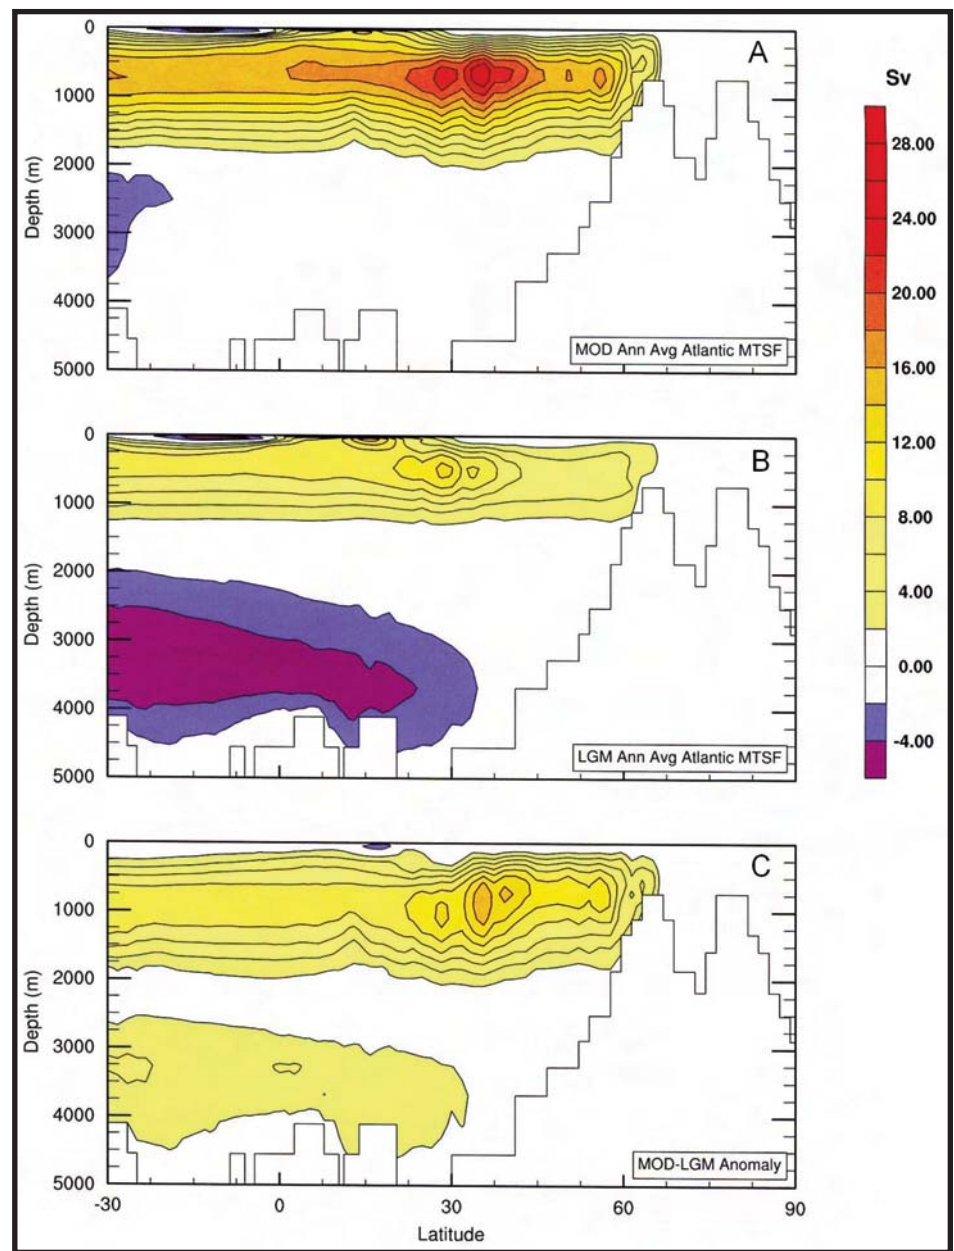 A
Sv
0
1000
2000
3000
4000
5000
Depth (m)
MOD Ann Avg Atlantic MTSF
28.00
24.00
20.00
16.00
12.00
8.00
4.00
0.00
-4.00
B
0
1000
2000
3000
4000
5000
Depth (m)
LGM Ann Avg Atlantic MTSF
C
0
1000
2000
3000
4000
5000
Depth (m)
MOD-LGM Anomaly
-30
0
30
60
90
Latitude